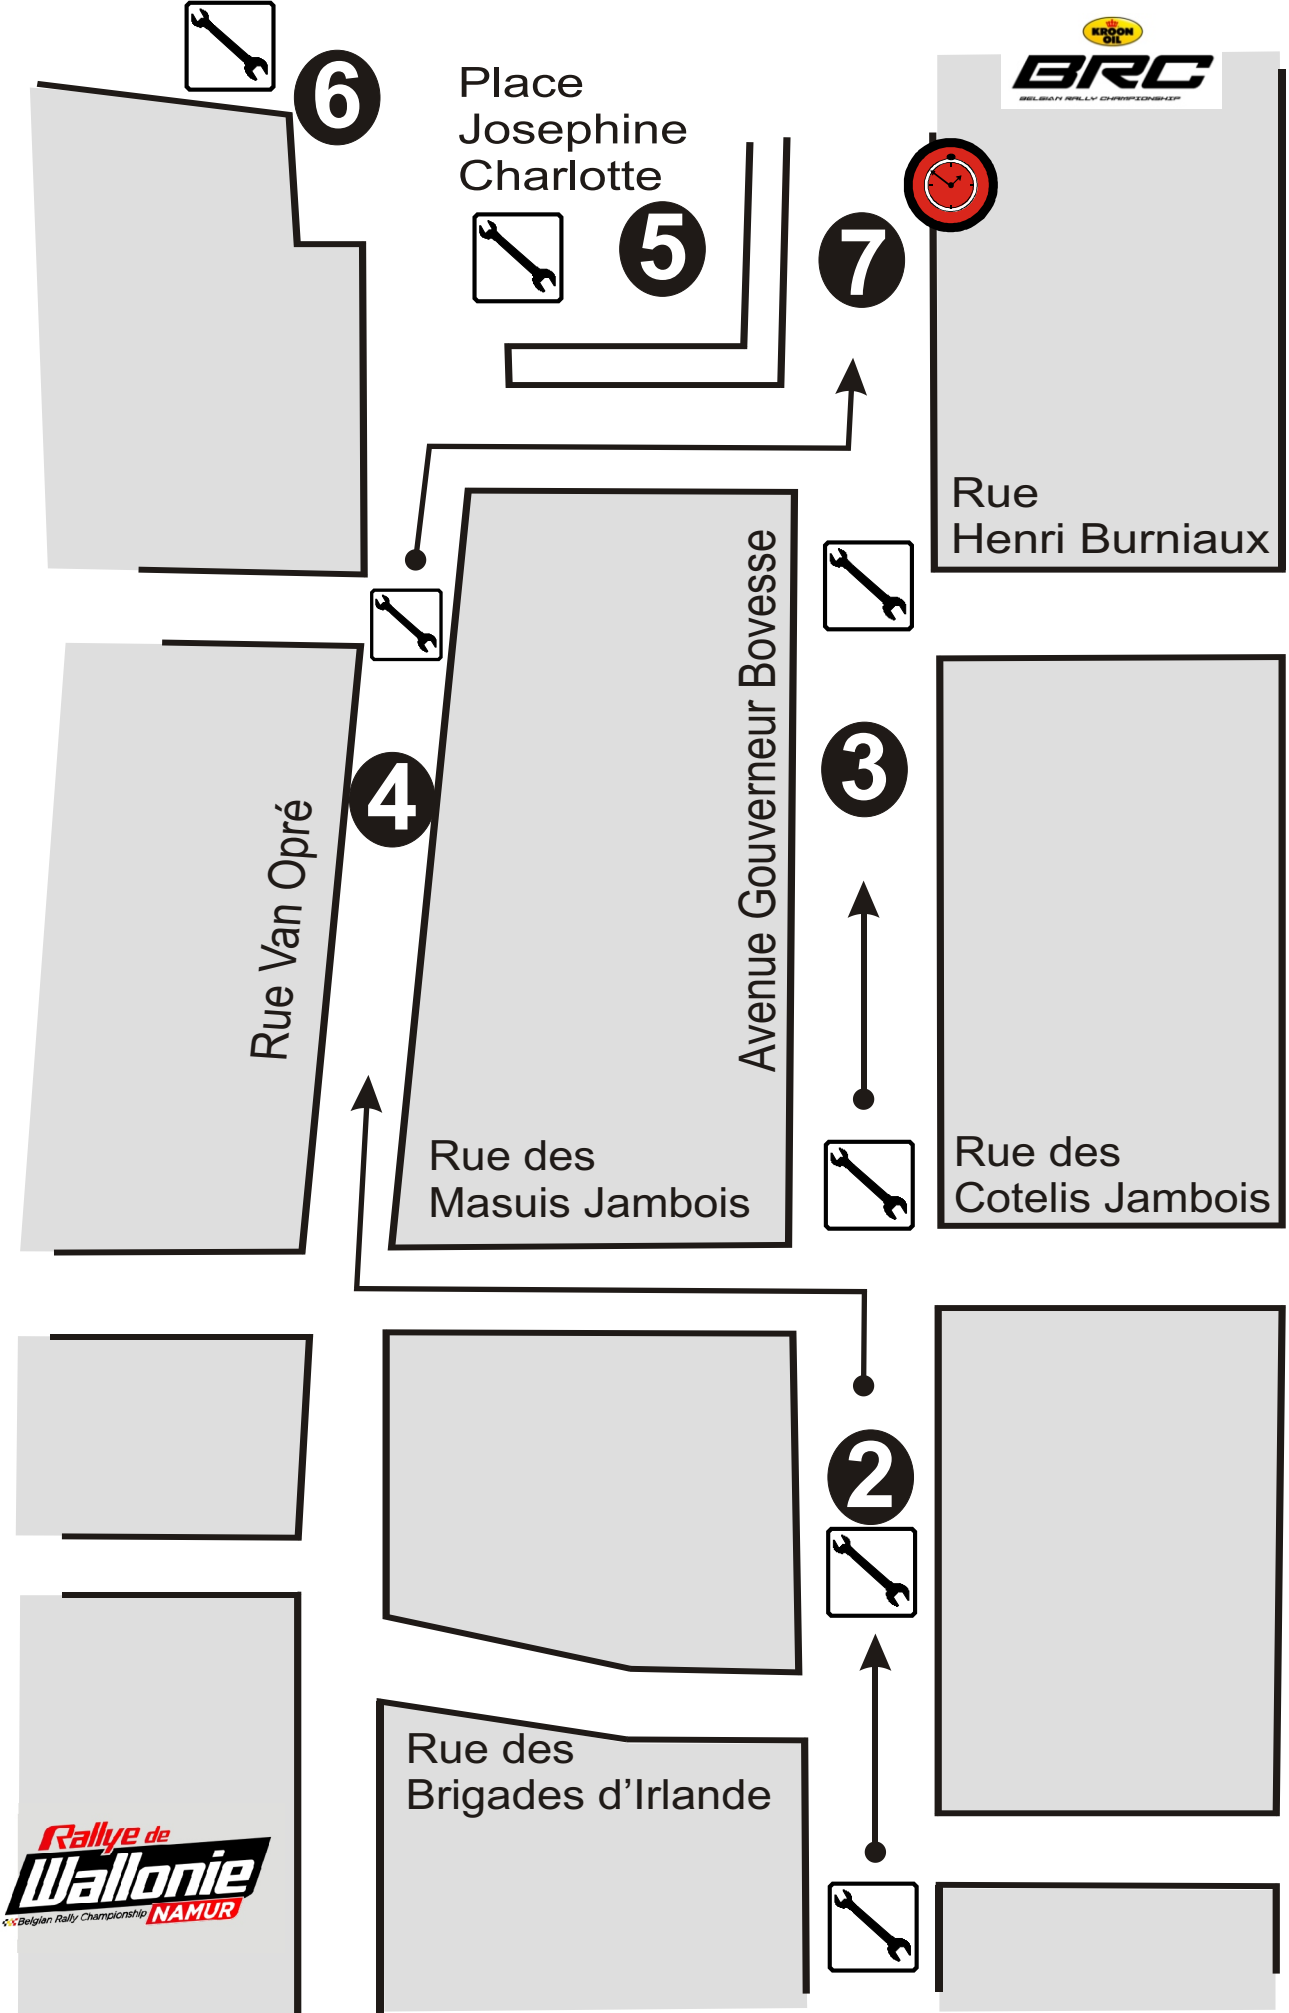 KROON
OIL
BRC
BELGIAN RALLY CHAMPIONSHIP
6
Place
Josephine
Charlotte
5
7
Rue
Henri Burniaux
Avenue Gouverneur Bovesse
3
4
Rue Van Opré
Rue des
Masuis Jambois
Rue des
Cotelis Jambois
2
Rue des
Brigades d’Irlande
Rallye de
Wallonie
Belgian Rally Championship NAMUR